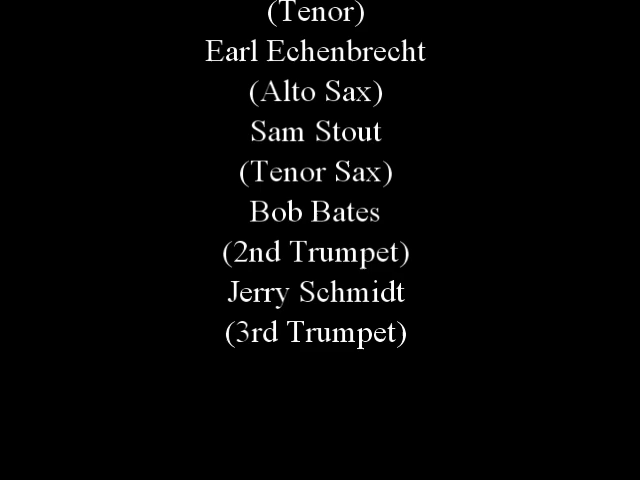 (Tenor)
Earl Echenbrecht
(Alto Sax)
Sam Stout
(Tenor Sax)
Bob Bates
(2nd Trumpet)
Jerry Schmidt
(3rd Trumpet)